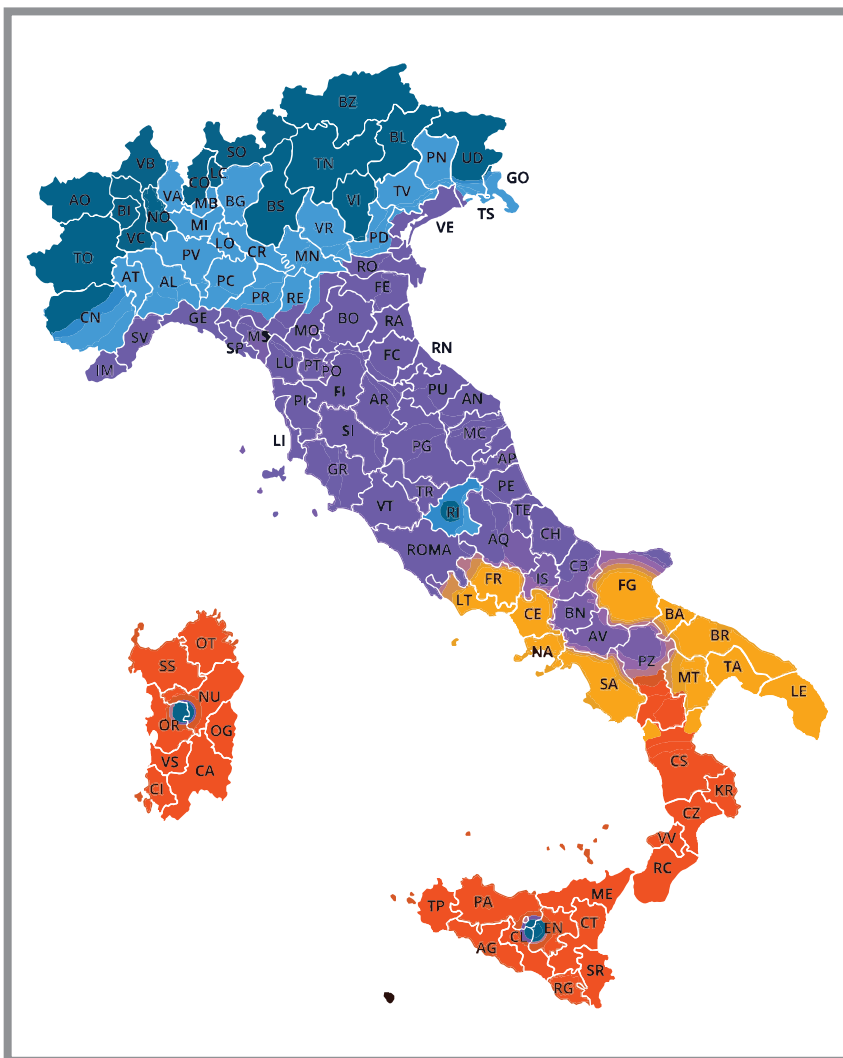 BZ
BL
SO
PN
UD
VB
TN
LC
GO
CO
VA
AO
MB
BG
TV
BI
BS
VI
TS
NO
MI
VR
VE
VC
PD
LO
CR
TO
PV
MN
RO
AT
AL
PC
FE
PR
RE
CN
GE
BO
RA
MO
SV
MS
RN
SP
FC
LU
PT
PO
IM
FI
PU
PI
AR
AN
SI
MC
LI
PG
AP
GR
PE
TR
VT
RI
TE
CH
AQ
ROMA
CB
IS
FR
FG
LT
CE
BN
BA
AV
BR
OT
NA
PZ
SS
TA
MT
SA
LE
NU
OR
OG
VS
CS
CA
CI
KR
CZ
VV
RC
ME
PA
TP
CT
EN
CL
AG
SR
RG